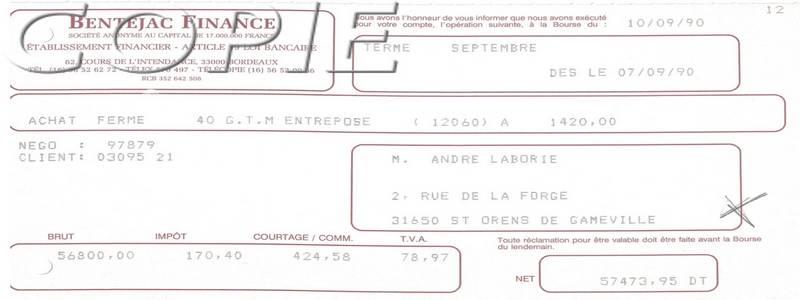 12
COPIE
BENTEJAC FINANCE
SOCIÉTÉ ANONYME AU CAPITAL DE 17.000.000 FRANCS
ÉTABLISSEMENT FINANCIER - ARTICLE 99 LOI BANCAIRE
62, COURS DE L'INTENDANCE, 33000 BORDEAUX
RCB 352 642 508
Nous avons l'honneur de vous informer que nous avons exécuté
pour votre compte, l'opération suivante, à la Bourse du : 10/09/90
TERME SEPTEMBRE
DES LE 07/09/90
ACHAT FERME 40 G.T.M ENTREPOSE (12060) A 1420,00
NEGO : 97879
CLIENT: 03095 21
M. ANDRE LABORIE
2, RUE DE LA FORGE
31650 ST ORENS DE GAMEVILLE
BRUT IMPÔT COURTAGE / COMM. T.V.A.
56800,00 170,40 424,58 78,97
Toute réclamation pour être valable doit être faite avant la Bourse
du lendemain.
NET 57473,95 DT